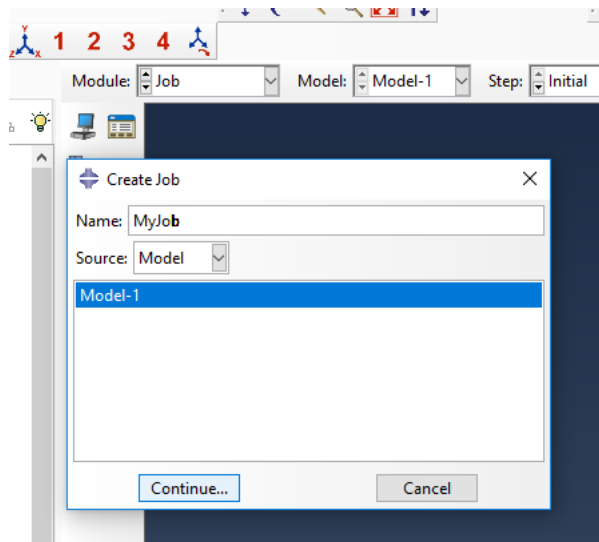 Y
Z X 1 2 3 4
Module: Job Model: Model-1 Step: Initial
Create Job
Name: MyJob
Source: Model
Model-1
Continue... Cancel